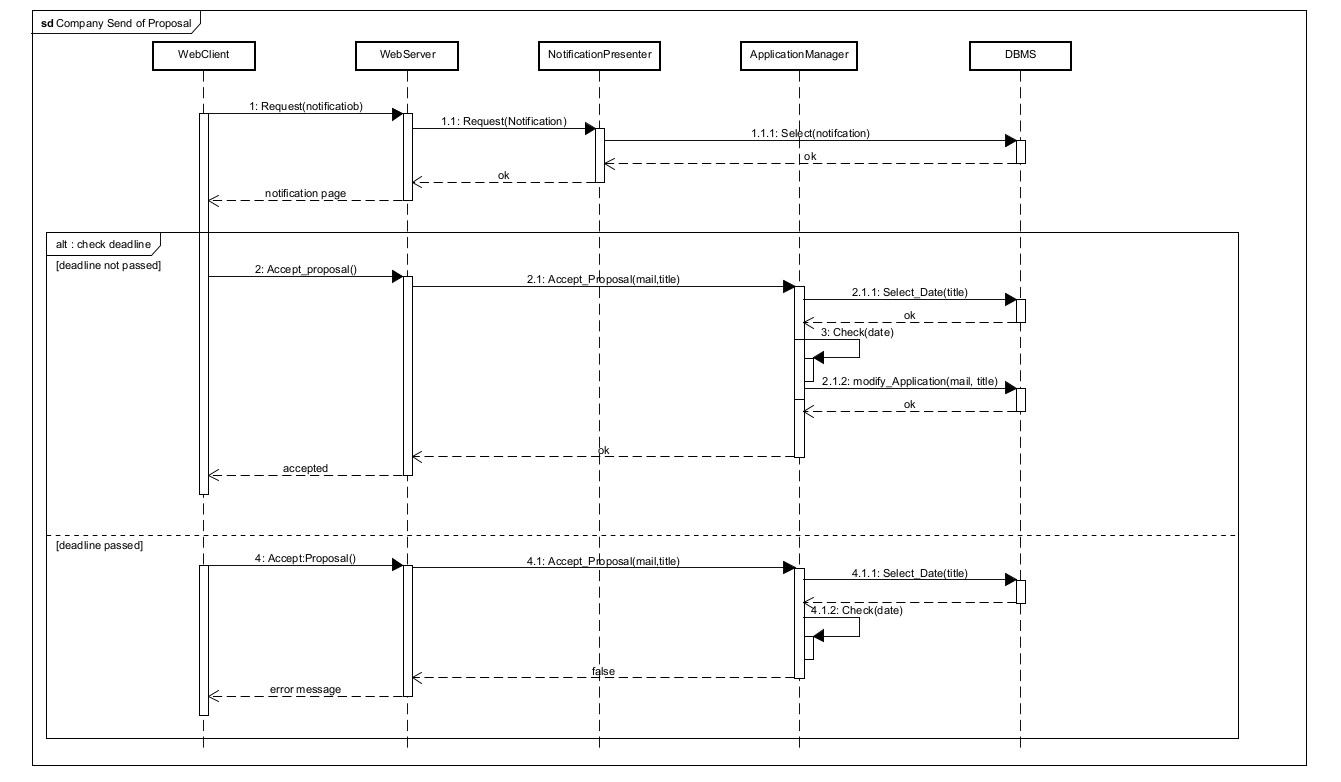 sd Company Send of Proposal
WebClient
WebServer
NotificationPresenter
ApplicationManager
DBMS
1: Request(notificatiob)
1.1: Request(Notification)
1.1.1: Select(notifcation)
ok
ok
notification page
alt : check deadline
[deadline not passed]
2: Accept_proposal()
2.1: Accept_Proposal(mail,title)
2.1.1: Select_Date(title)
ok
3: Check(date)
2.1.2: modify_Application(mail, title)
ok
ok
accepted
[deadline passed]
4: Accept:Proposal()
4.1: Accept_Proposal(mail,title)
4.1.1: Select_Date(title)
4.1.2: Check(date)
false
error message